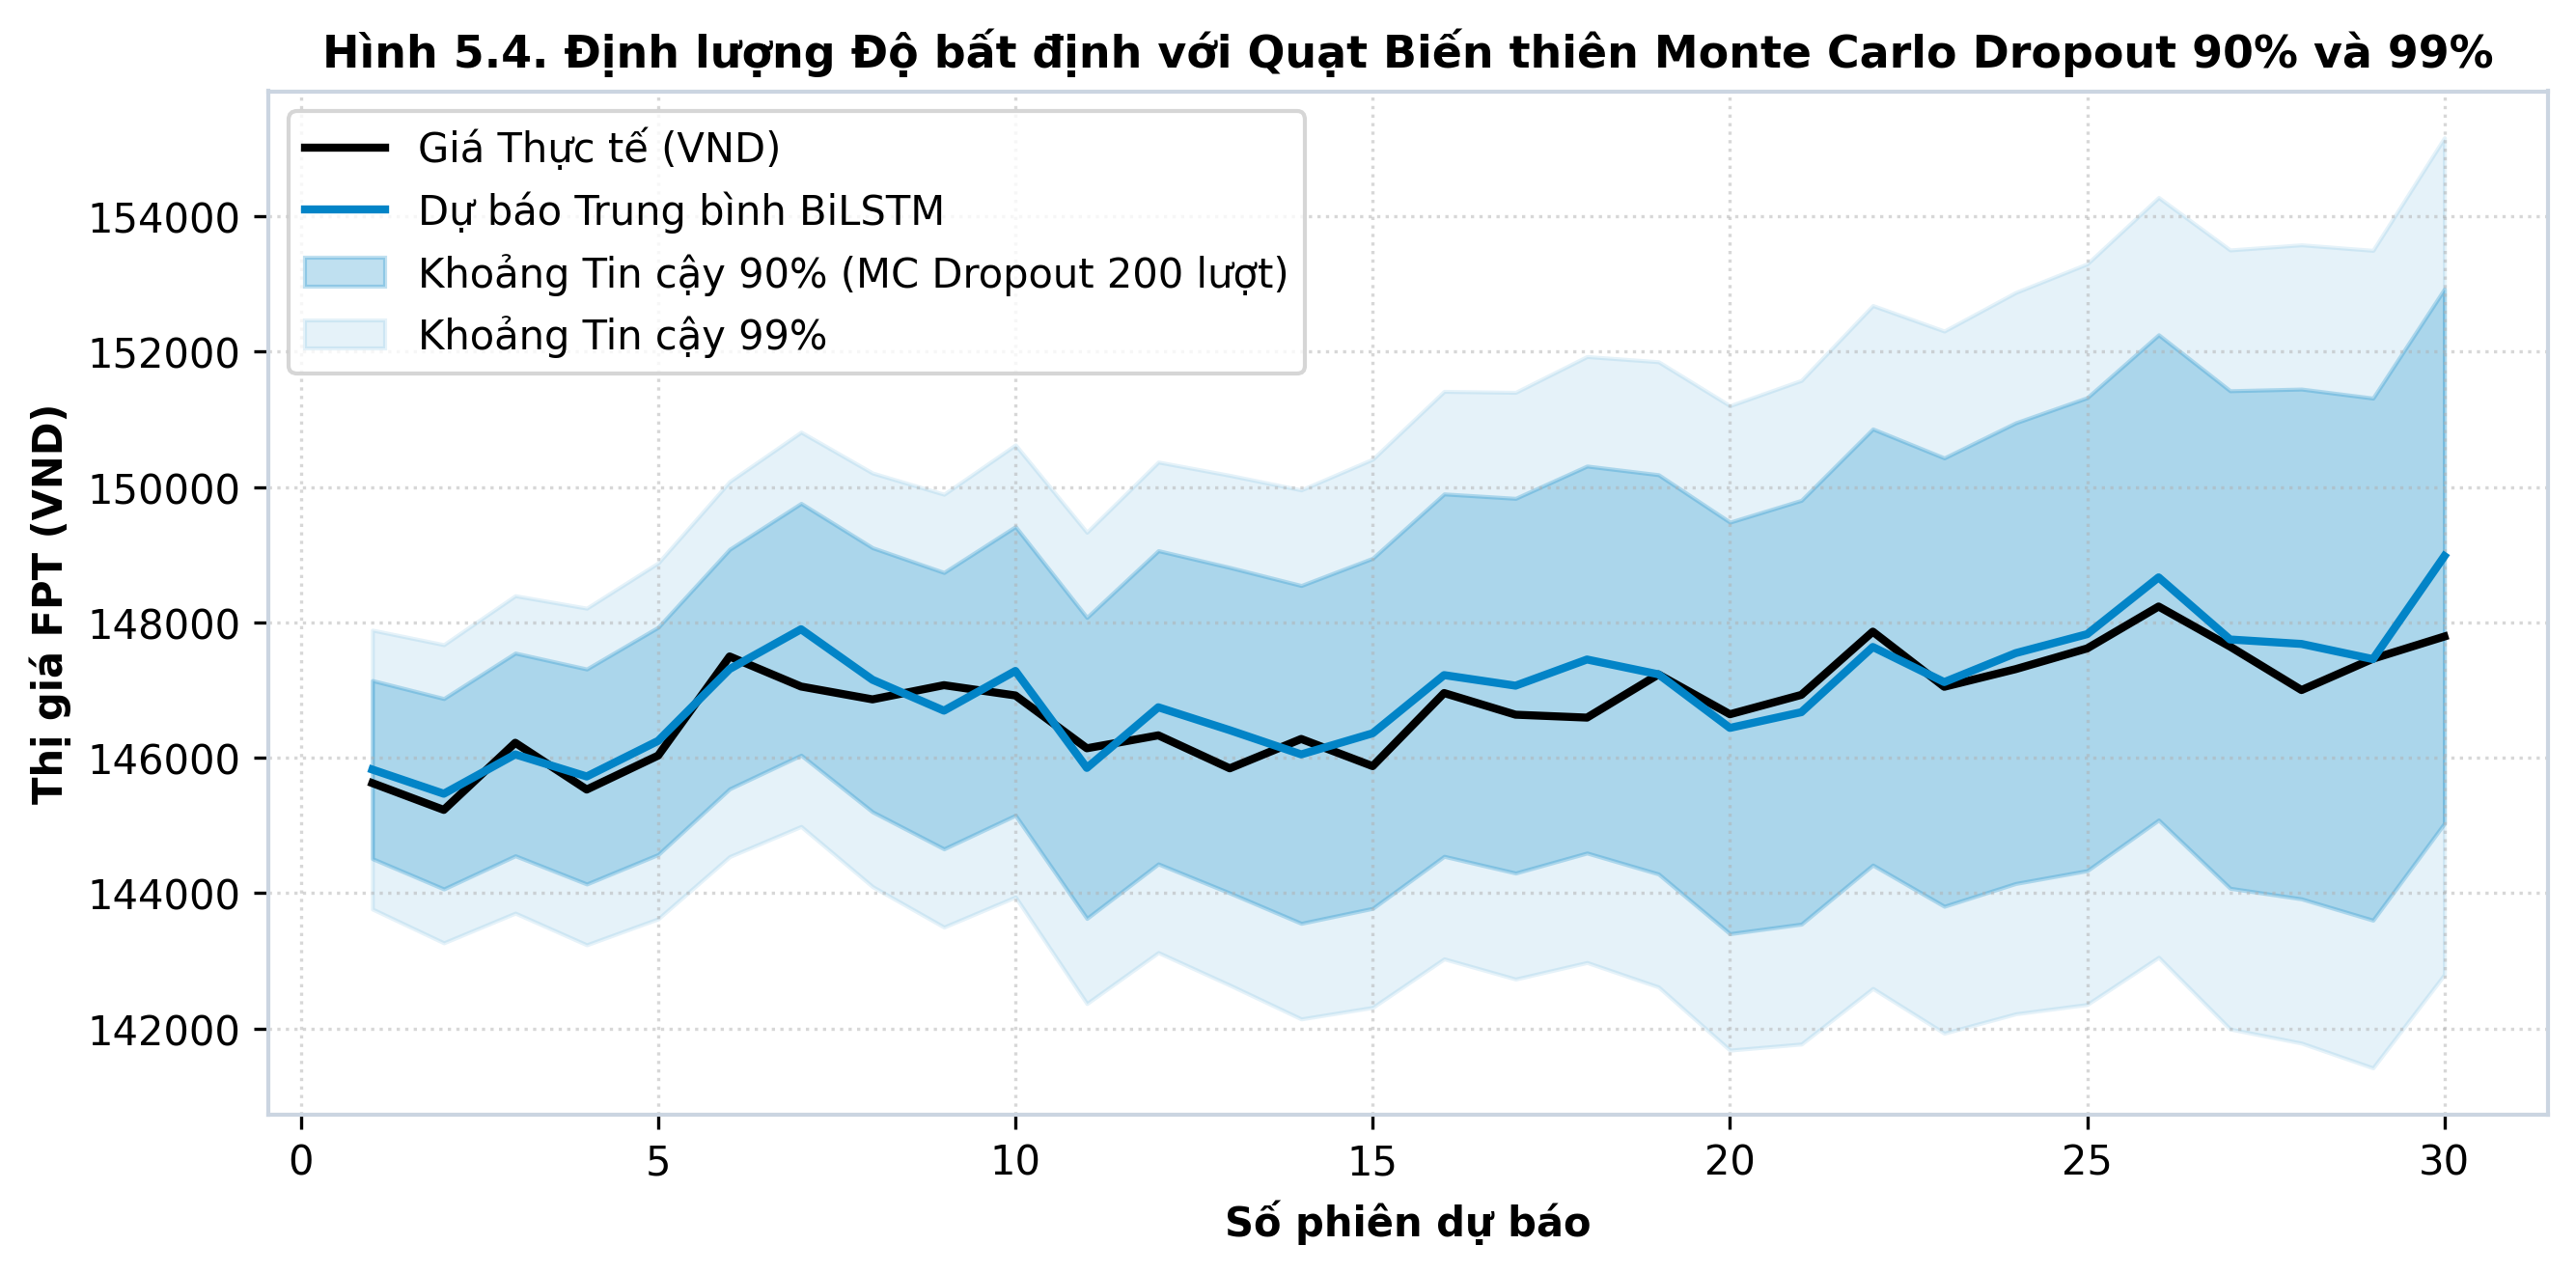 Hình 5.4. Định lượng Độ bất định với Quạt Biến thiên Monte Carlo Dropout 90% và 99%
Giá Thực tế (VND)
Dự báo Trung bình BiLSTM
Khoảng Tin cậy 90% (MC Dropout 200 lượt)
Khoảng Tin cậy 99%
Thị giá FPT (VND)
154000
152000
150000
148000
146000
144000
142000
0 5 10 15 20 25 30
Số phiên dự báo